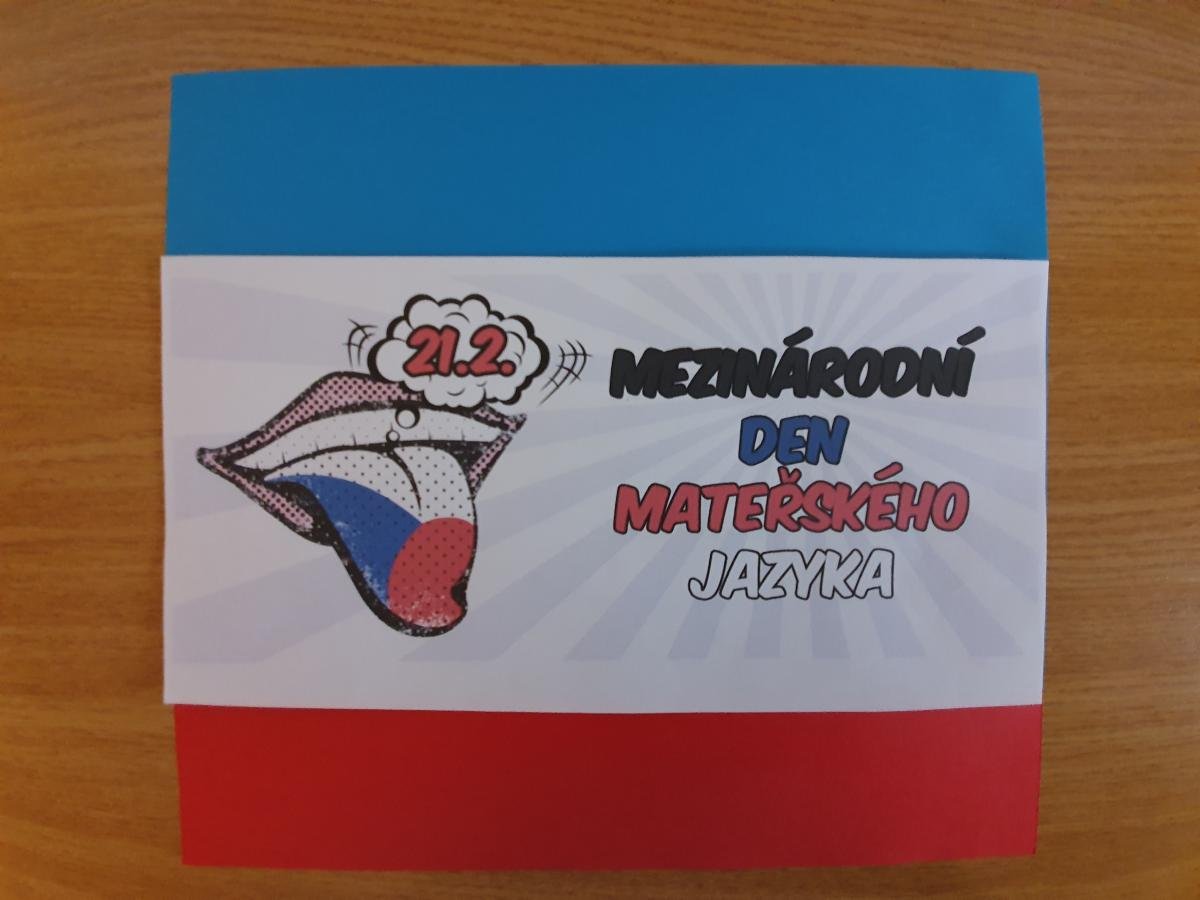 21.2.
MEZINÁRODNÍ
DEN
MATEŘSKÉHO
JAZYKA